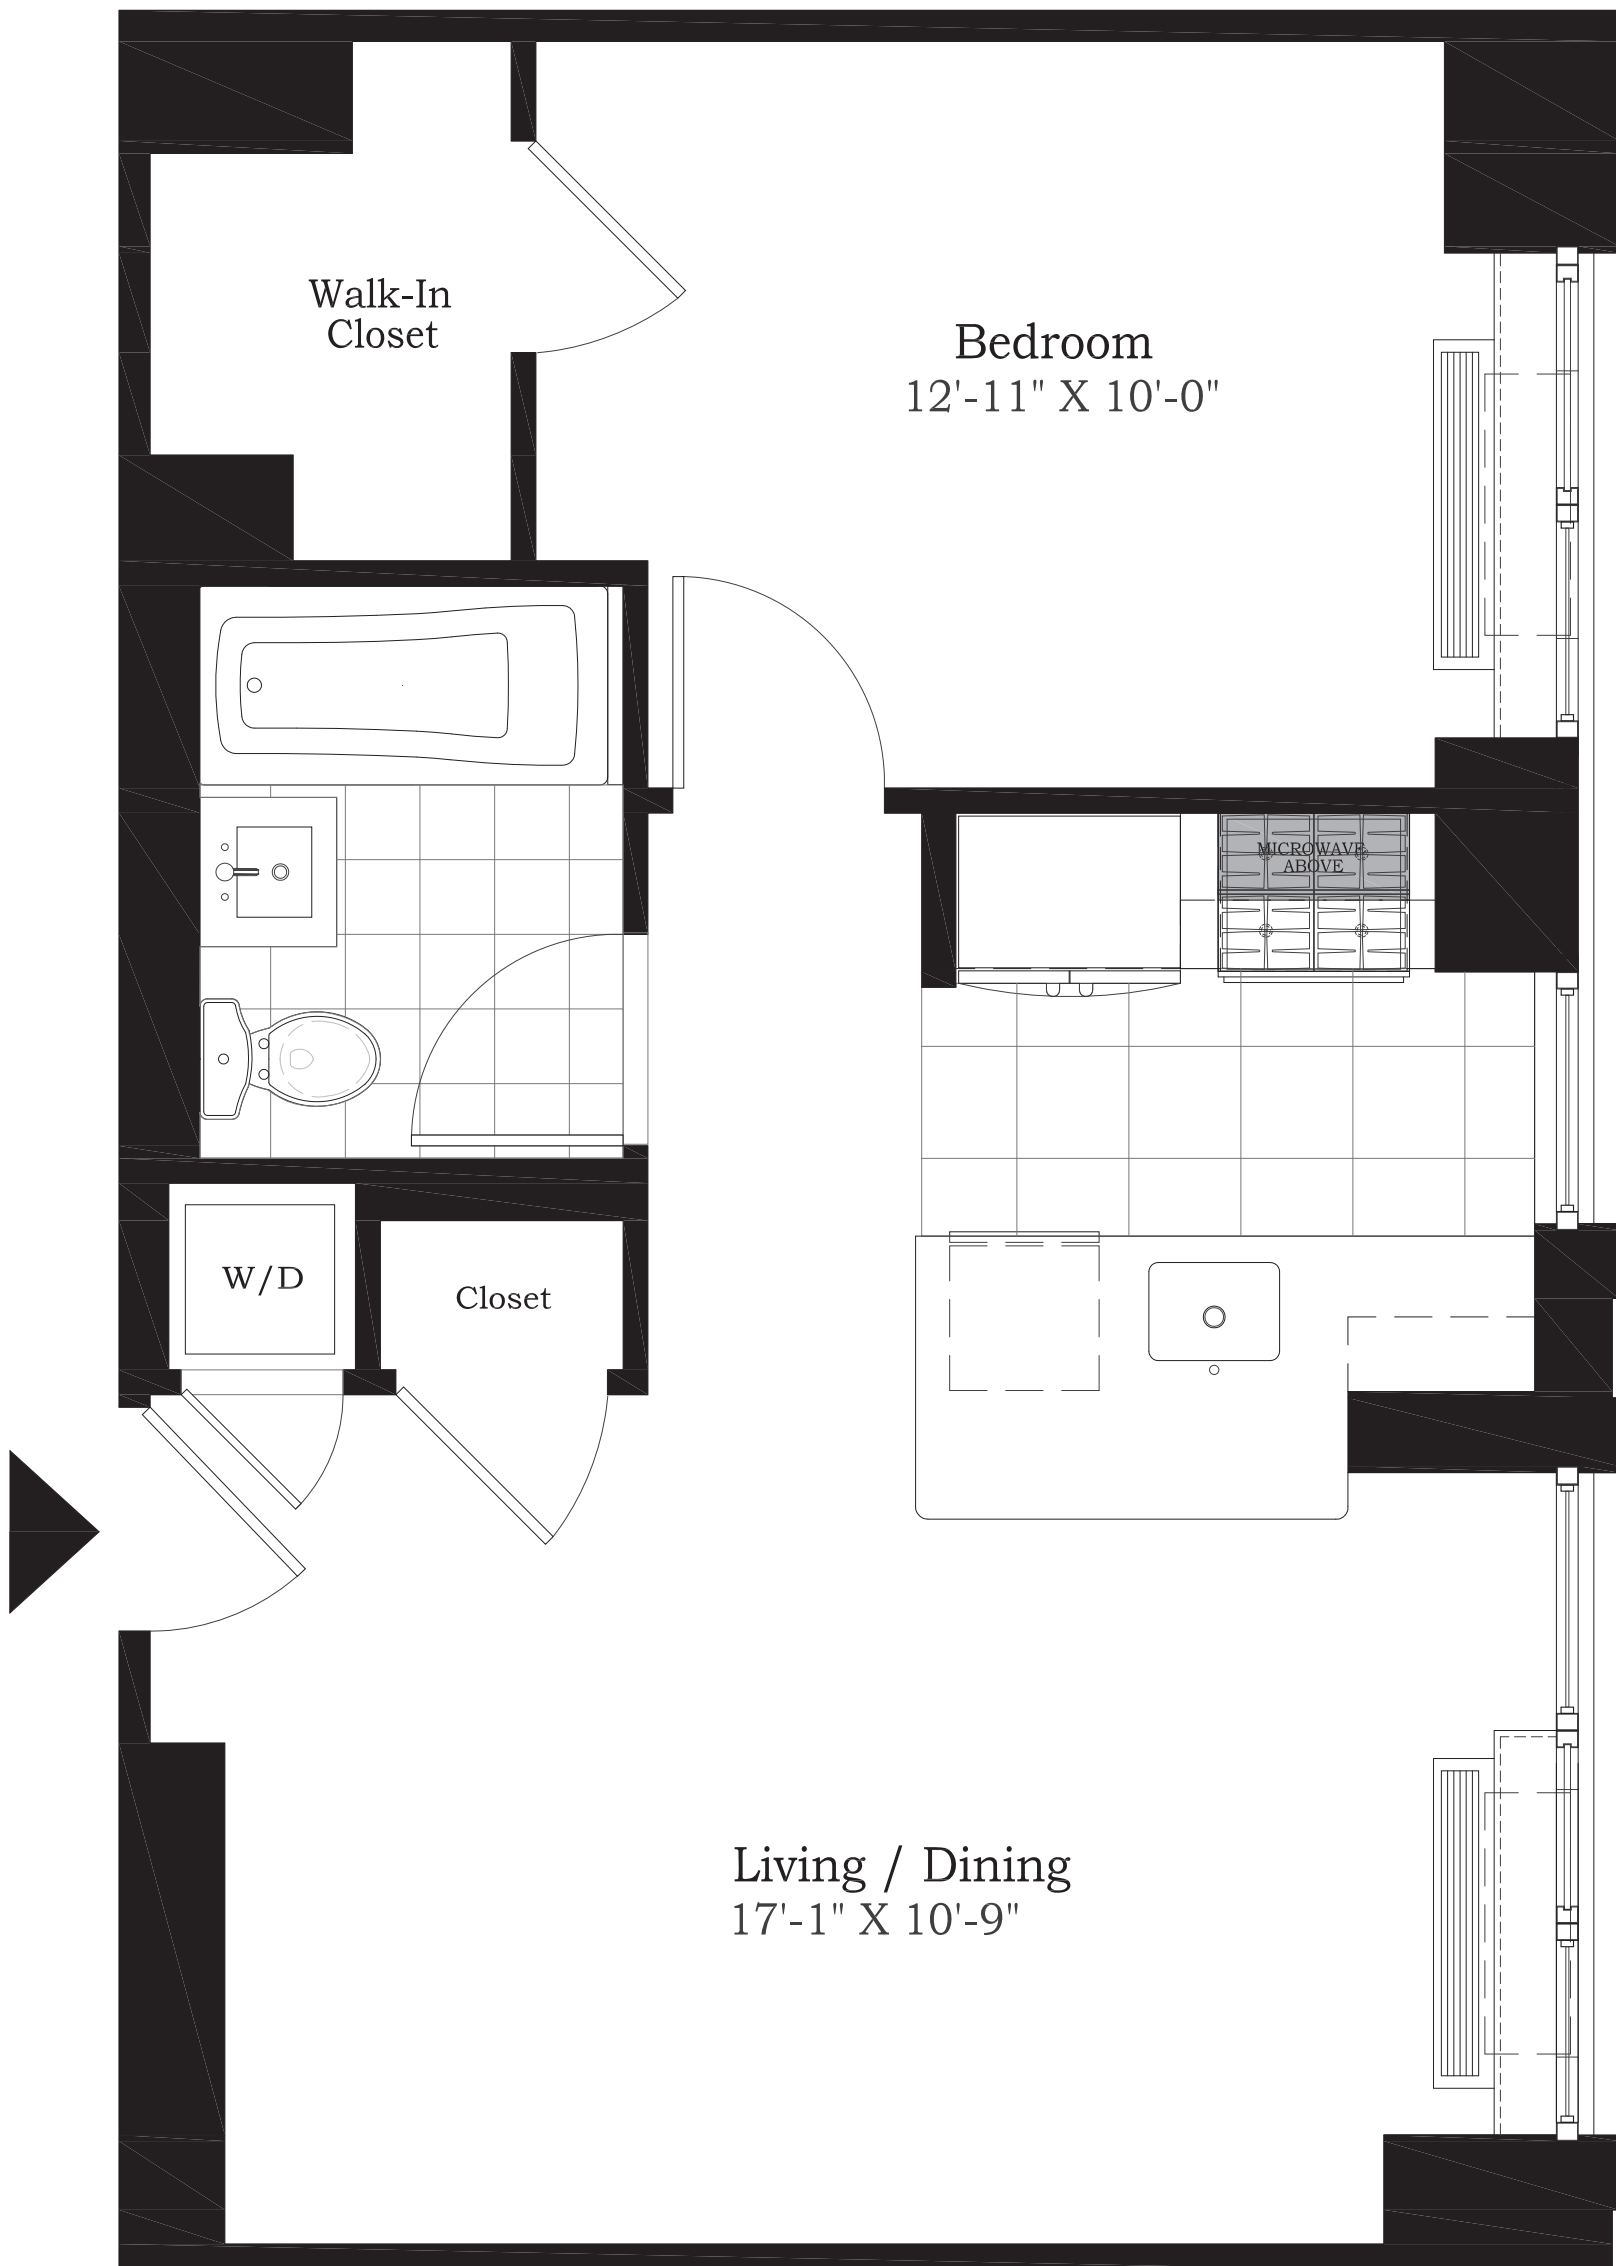 Walk-In
Closet
Bedroom
12'-11" X 10'-0"
MICROWAVE
ABOVE
W/D
Closet
Living / Dining
17'-1" X 10'-9"